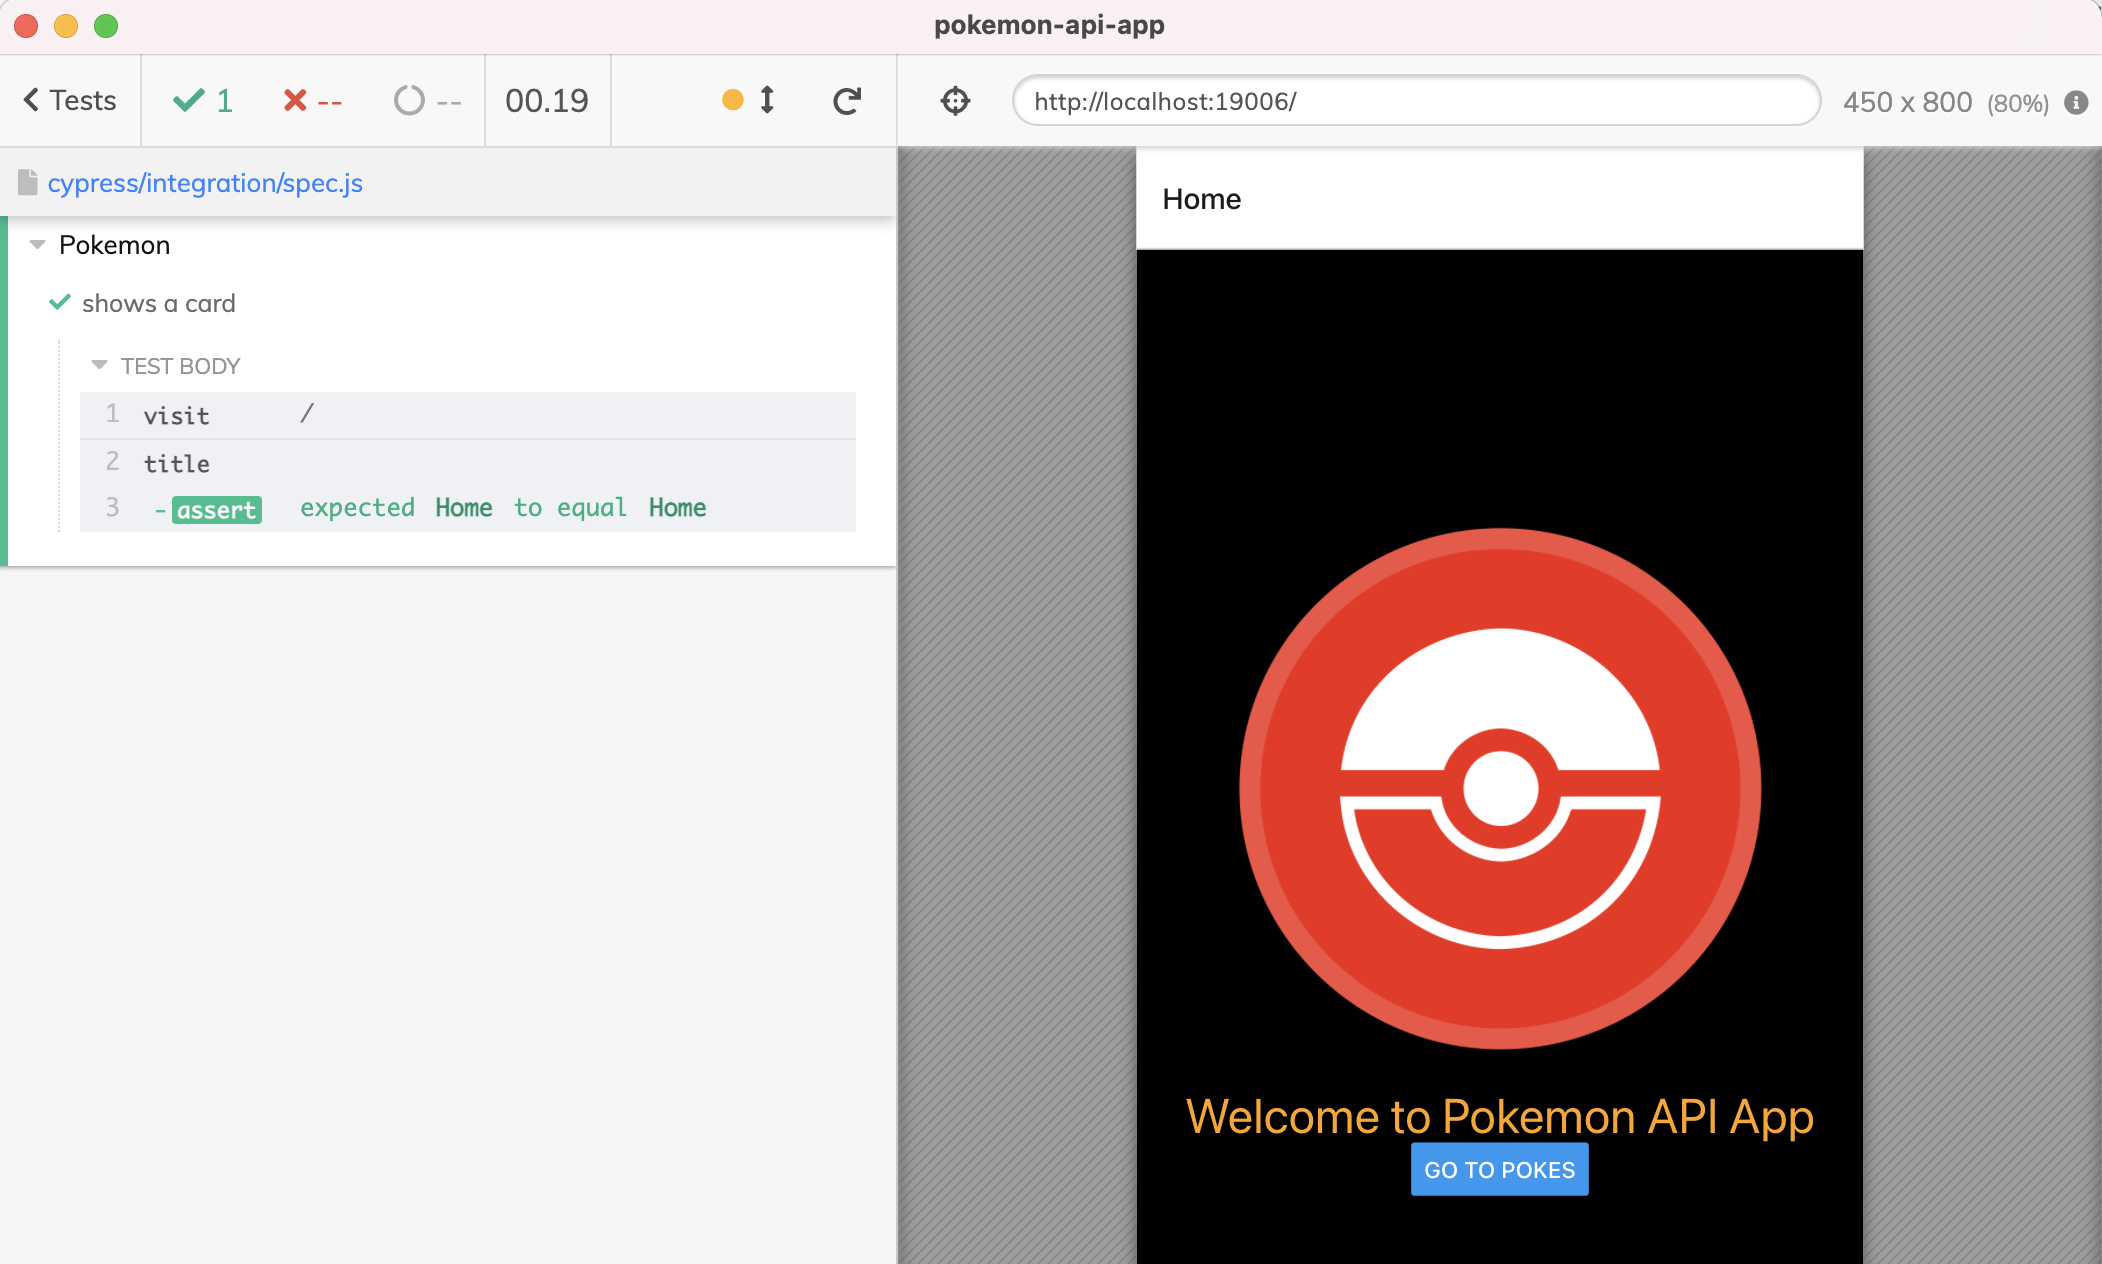 pokemon-api-app
Tests 1 -- -- 00.19
http://localhost:19006/ 450 x 800 (80%)
cypress/integration/spec.js
Pokemon
shows a card
TEST BODY
1 visit /
2 title
3 -assert expected Home to equal Home
Home
Welcome to Pokemon API App
GO TO POKES